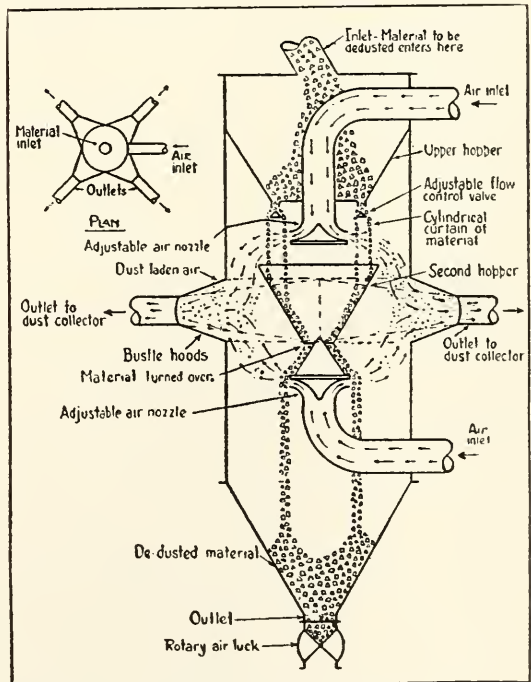 Inlet-Material to be
dedusted enters here
Air inlet
Material
inlet
Air
inlet
Outlets
PLAN
Upper hopper
Adjustable flow
control valve
Cylindrical
curtain of
material
Adjustable air nozzle
Dust laden air
Second hopper
Outlet to
dust collector
Outlet to
dust collector
Bustle hoods
Material turned over.
Adjustable air nozzle
Air
inlet
De-dusted material
Outlet
Rotary air luck